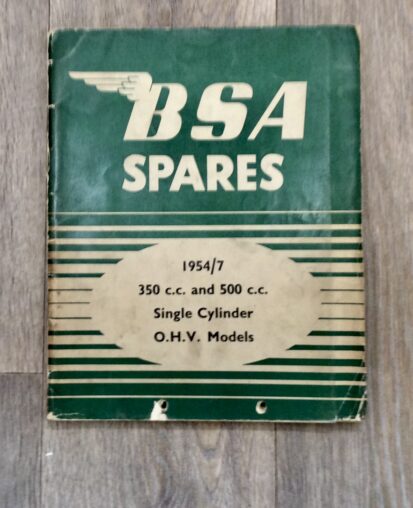 BSA
SPARES
1954/7
350 c.c. and 500 c.c.
Single Cylinder
O.H.V. Models